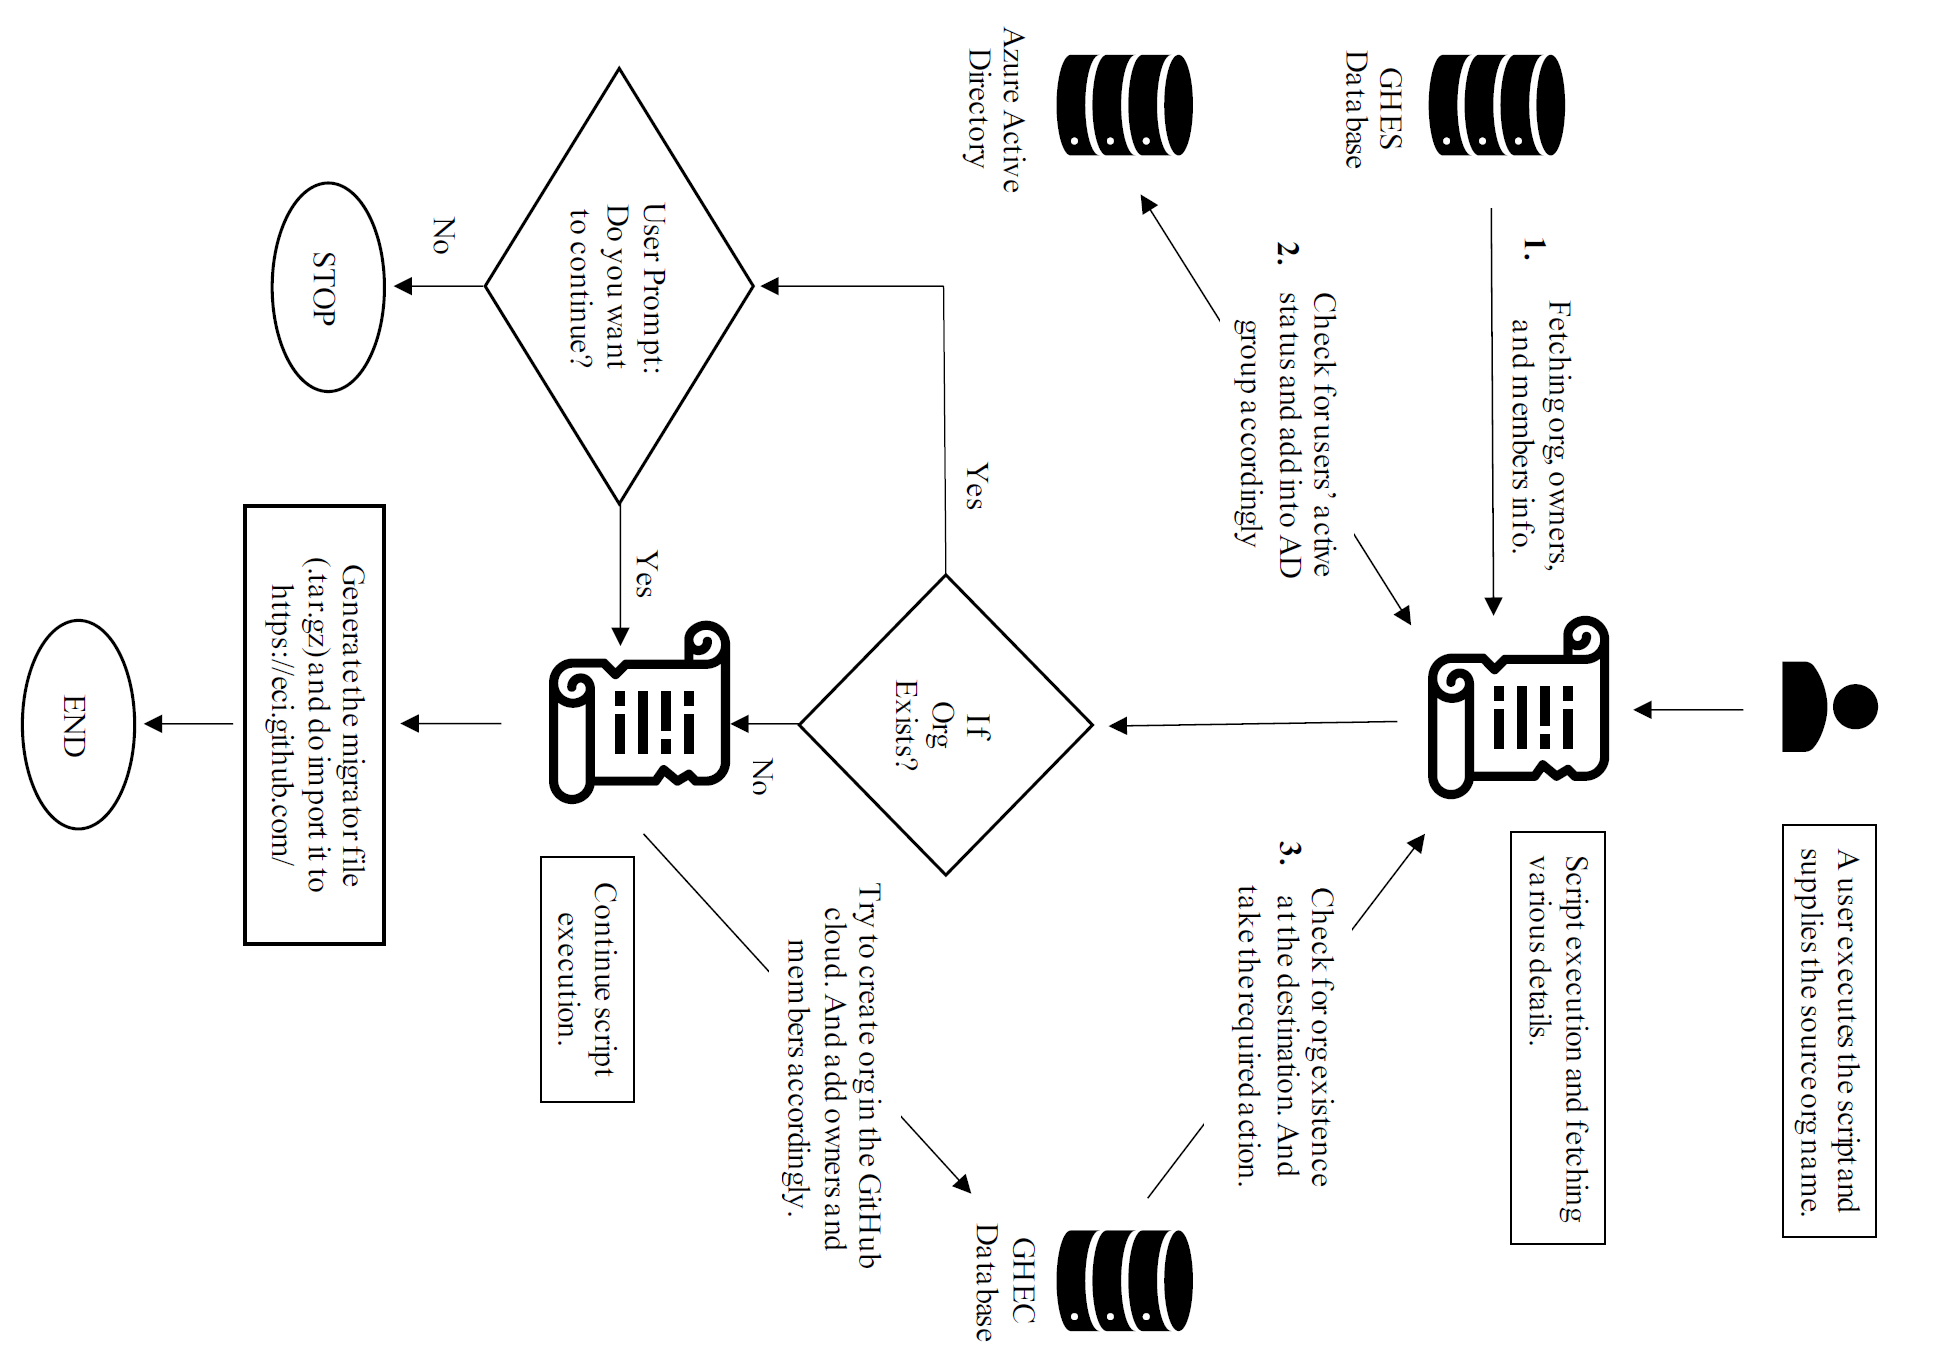 A user executes the script and
supplies the source org name.
Script execution and fetching
various details.
GHES
Database
1.
Fetching org, owners,
and members info.
Azure Active
Directory
2.
Check for users’ active
status and add into AD
group accordingly
3.
Check for org existence
at the destination. And
take the required action.
GHEC
Database
If
Org
Exists?
Yes
No
User Prompt:
Do you want
to continue?
Yes
No
STOP
Try to create org in the GitHub
cloud. And add owners and
members accordingly.
Continue script
execution.
Generate the migrator file
(.tar.gz) and do import it to
https://eci.github.com/
END